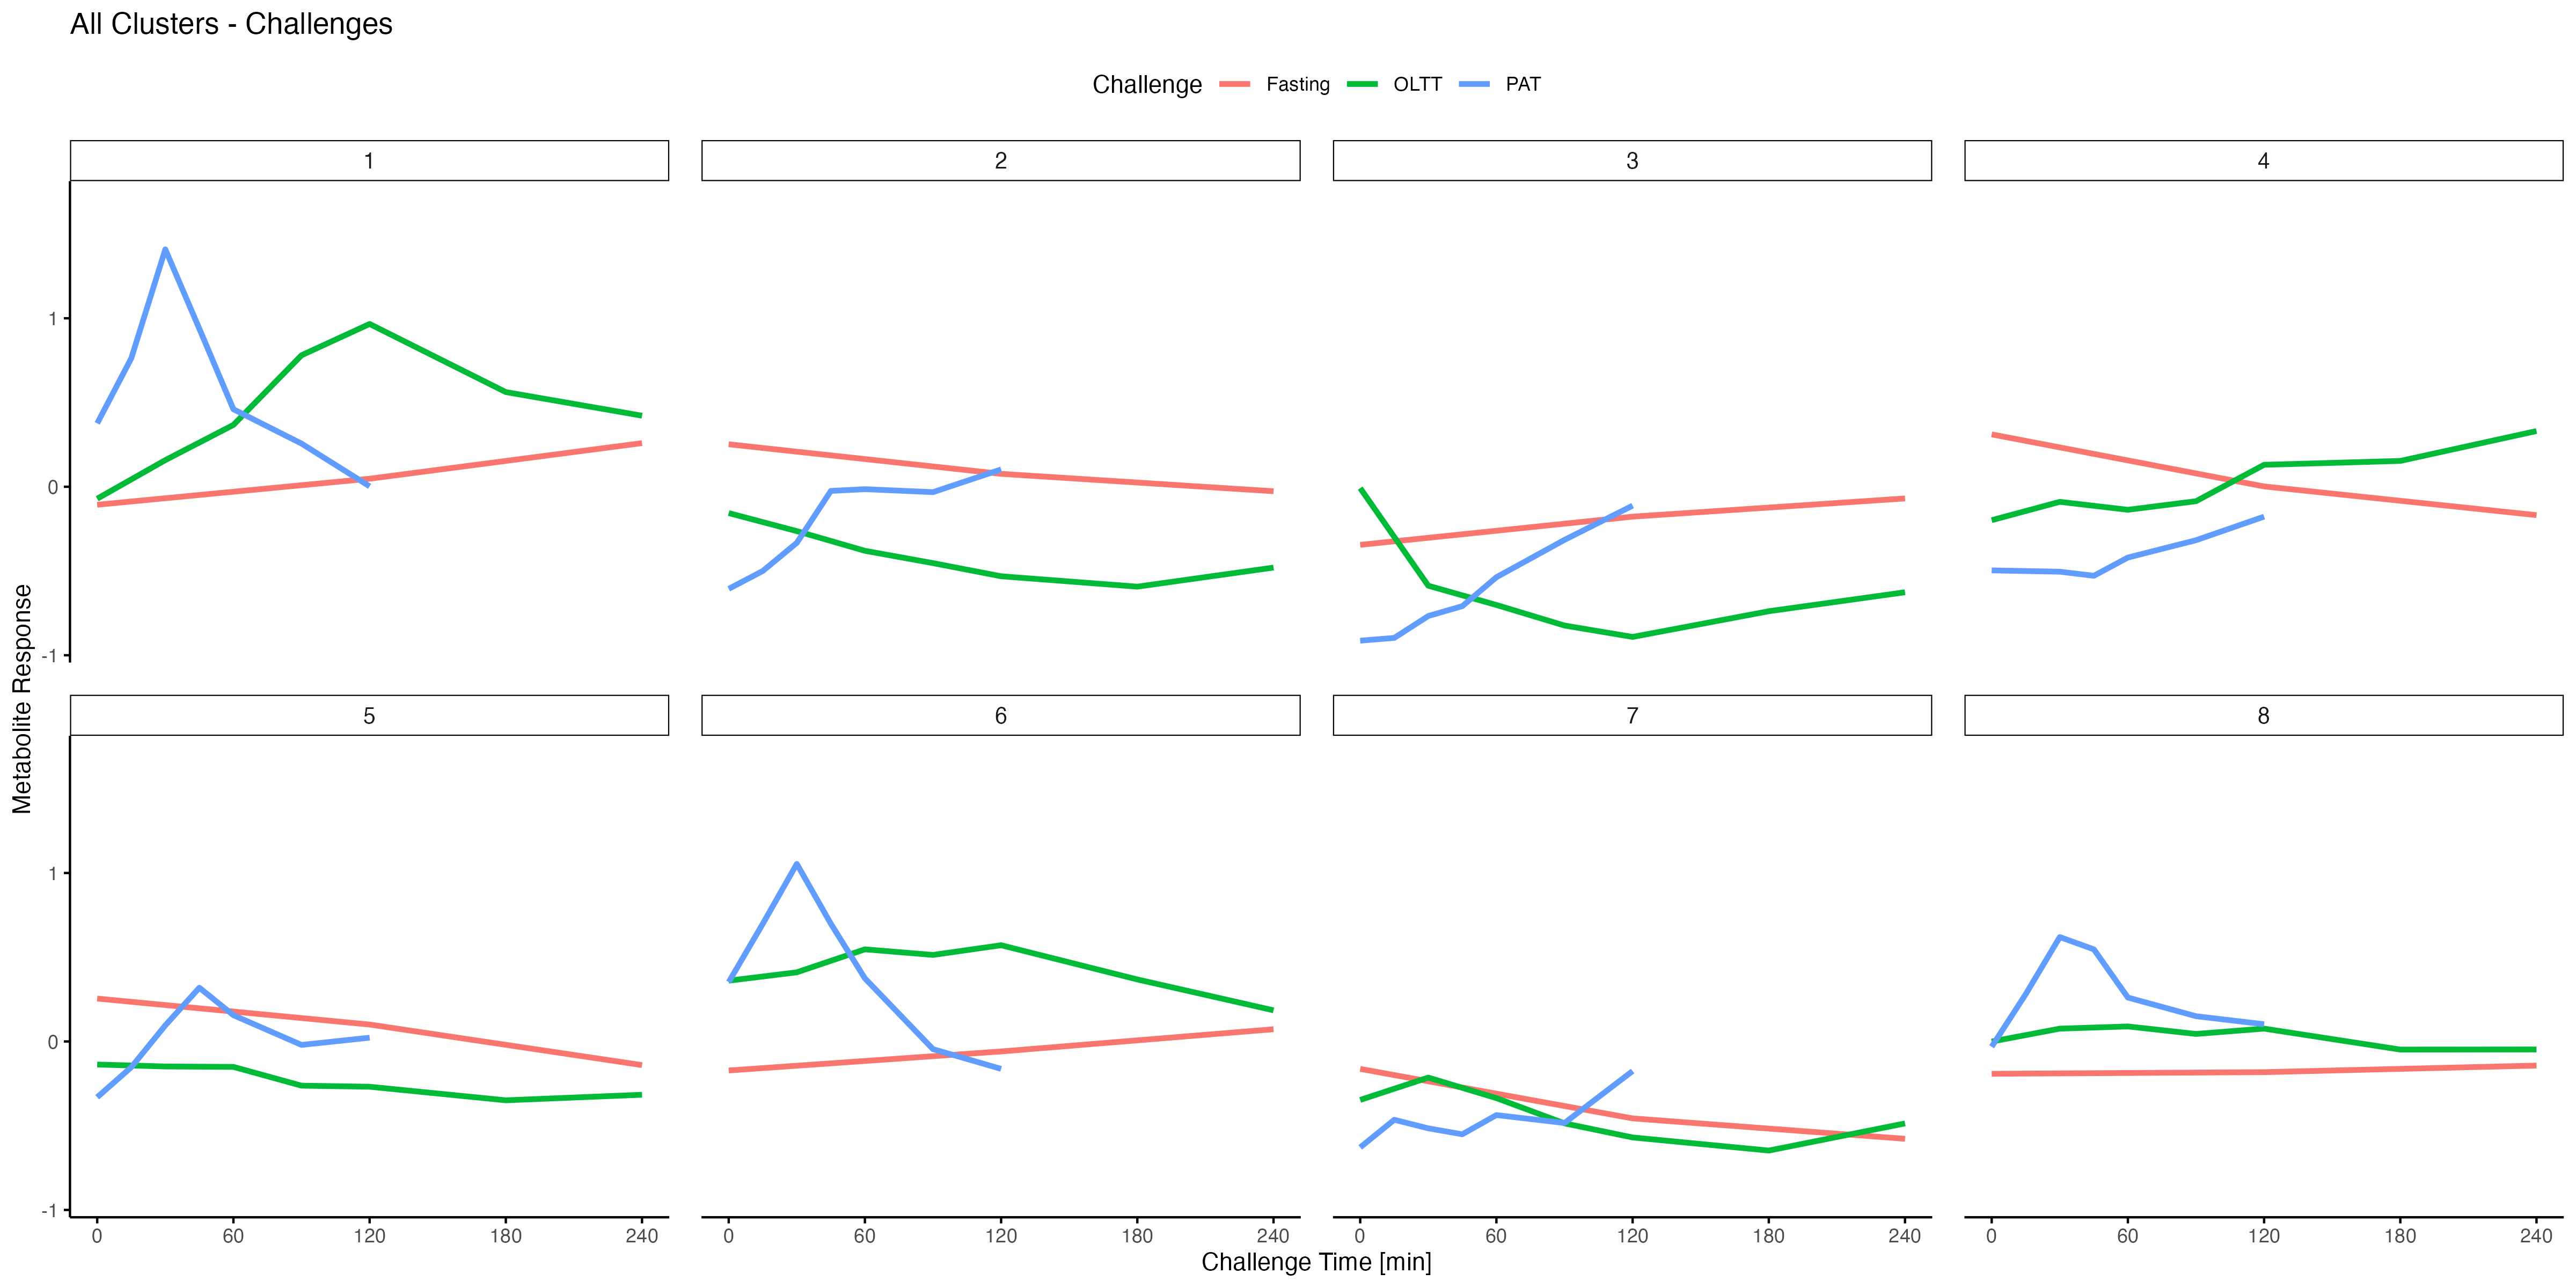 All Clusters - Challenges
Challenge Fasting OLTT PAT
1 2 3 4
1
0
-1
5 6 7 8
1
0
-1
0 60 120 180 240 0 60 120 180 240 0 60 120 180 240 0 60 120 180 240
Challenge Time [min]
Metabolite Response